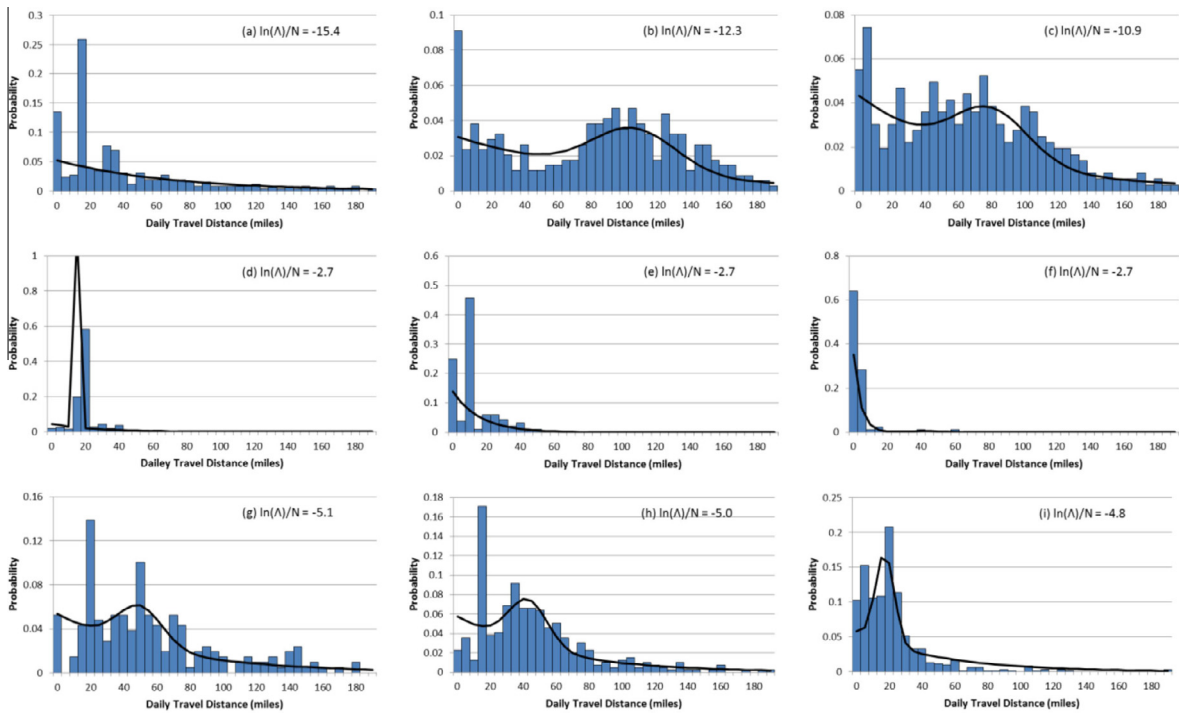 (a) ln(Λ)/N = -15.4
Probability
0.3
0.25
0.2
0.15
0.1
0.05
0
0 20 40 60 80 100 120 140 160 180
Daily Travel Distance (miles)
(b) ln(Λ)/N = -12.3
Probability
0.1
0.08
0.06
0.04
0.02
0
0 20 40 60 80 100 120 140 160 180
Daily Travel Distance (miles)
(c) ln(Λ)/N = -10.9
Probability
0.08
0.06
0.04
0.02
0
0 20 40 60 80 100 120 140 160 180
Daily Travel Distance (miles)
(d) ln(Λ)/N = -2.7
Probability
1
0.8
0.6
0.4
0.2
0
0 20 40 60 80 100 120 140 160 180
Dailey Travel Distance (miles)
(e) ln(Λ)/N = -2.7
Probability
0.6
0.5
0.4
0.3
0.2
0.1
0
0 20 40 60 80 100 120 140 160 180
Daily Travel Distance (miles)
(f) ln(Λ)/N = -2.7
Probability
0.8
0.6
0.4
0.2
0
0 20 40 60 80 100 120 140 160 180
Daily Travel Distance (miles)
(g) ln(Λ)/N = -5.1
Probability
0.16
0.12
0.08
0.04
0
0 20 40 60 80 100 120 140 160 180
Daily Travel Distance (miles)
(h) ln(Λ)/N = -5.0
Probability
0.18
0.16
0.14
0.12
0.1
0.08
0.06
0.04
0.02
0
0 20 40 60 80 100 120 140 160 180
Daily Travel Distance (miles)
(i) ln(Λ)/N = -4.8
Probability
0.25
0.2
0.15
0.1
0.05
0
0 20 40 60 80 100 120 140 160 180
Daily Travel Distance (miles)